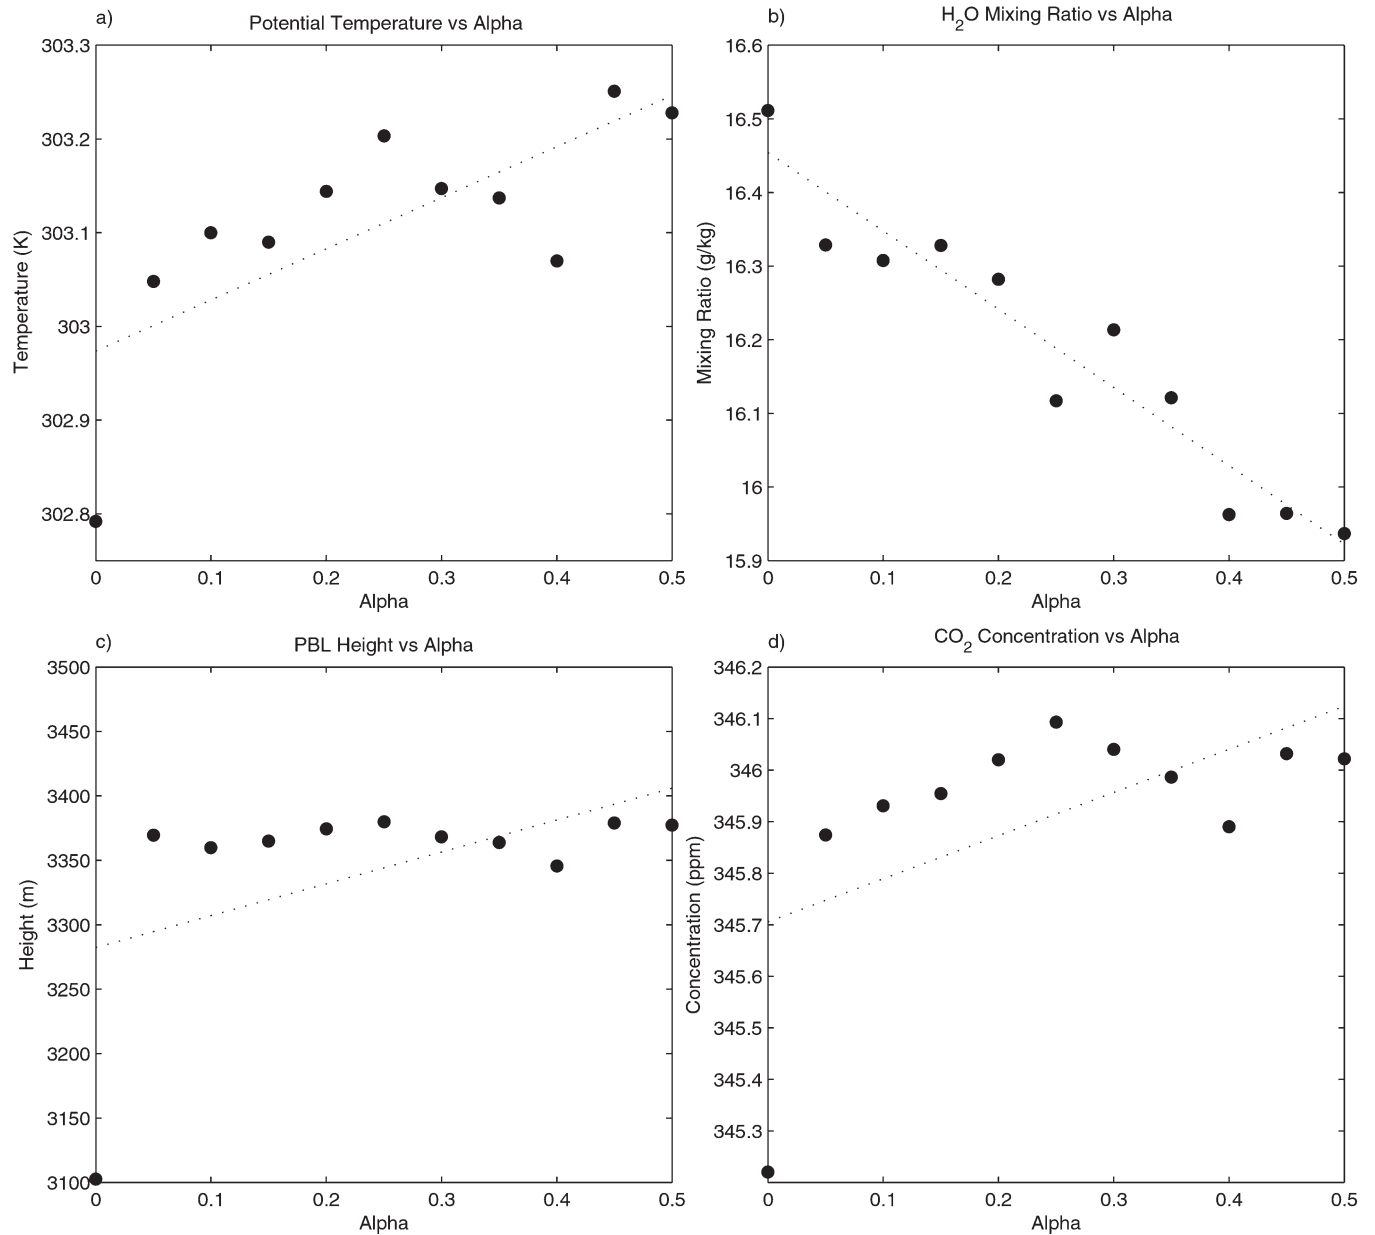 a)
Potential Temperature vs Alpha
303.3
303.2
303.1
303
302.9
302.8
Temperature (K)
0 0.1 0.2 0.3 0.4 0.5
Alpha
b)
H2O Mixing Ratio vs Alpha
16.6
16.5
16.4
16.3
16.2
16.1
16
15.9
Mixing Ratio (g/kg)
0 0.1 0.2 0.3 0.4 0.5
Alpha
c)
PBL Height vs Alpha
3500
3450
3400
3350
3300
3250
3200
3150
3100
Height (m)
0 0.1 0.2 0.3 0.4 0.5
Alpha
d)
CO2 Concentration vs Alpha
346.2
346.1
346
345.9
345.8
345.7
345.6
345.5
345.4
345.3
Concentration (ppm)
0 0.1 0.2 0.3 0.4 0.5
Alpha